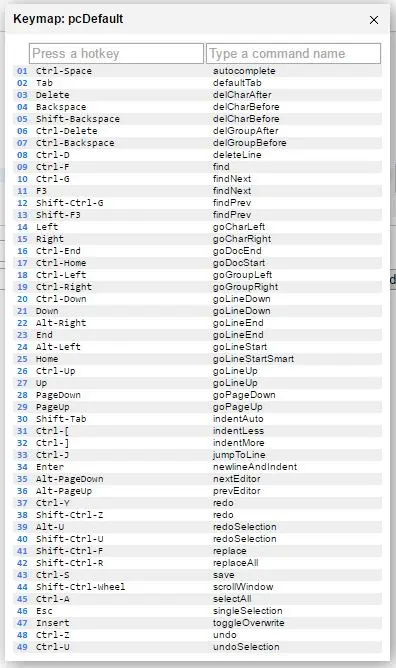 Keymap: pcDefault ×
Press a hotkey Type a command name
01 Ctrl-Space autocomplete
02 Tab defaultTab
03 Delete delCharAfter
04 Backspace delCharBefore
05 Shift-Backspace delCharBefore
06 Ctrl-Delete delGroupAfter
07 Ctrl-Backspace delGroupBefore
08 Ctrl-D deleteLine
09 Ctrl-F find
10 Ctrl-G findNext
11 F3 findNext
12 Shift-Ctrl-G findPrev
13 Shift-F3 findPrev
14 Left goCharLeft
15 Right goCharRight
16 Ctrl-End goDocEnd
17 Ctrl-Home goDocStart
18 Ctrl-Left goGroupLeft
19 Ctrl-Right goGroupRight
20 Ctrl-Down goLineDown
21 Down goLineDown
22 Alt-Right goLineEnd
23 End goLineEnd
24 Alt-Left goLineStart
25 Home goLineStartSmart
26 Ctrl-Up goLineUp
27 Up goLineUp
28 PageDown goPageDown
29 PageUp goPageUp
30 Shift-Tab indentAuto
31 Ctrl-[ indentLess
32 Ctrl-] indentMore
33 Ctrl-J jumpToLine
34 Enter newlineAndIndent
35 Alt-PageDown nextEditor
36 Alt-PageUp prevEditor
37 Ctrl-Y redo
38 Shift-Ctrl-Z redo
39 Alt-U redoSelection
40 Shift-Ctrl-U redoSelection
41 Shift-Ctrl-F replace
42 Shift-Ctrl-R replaceAll
43 Ctrl-S save
44 Shift-Ctrl-Wheel scrollWindow
45 Ctrl-A selectAll
46 Esc singleSelection
47 Insert toggleOverwrite
48 Ctrl-Z undo
49 Ctrl-U undoSelection